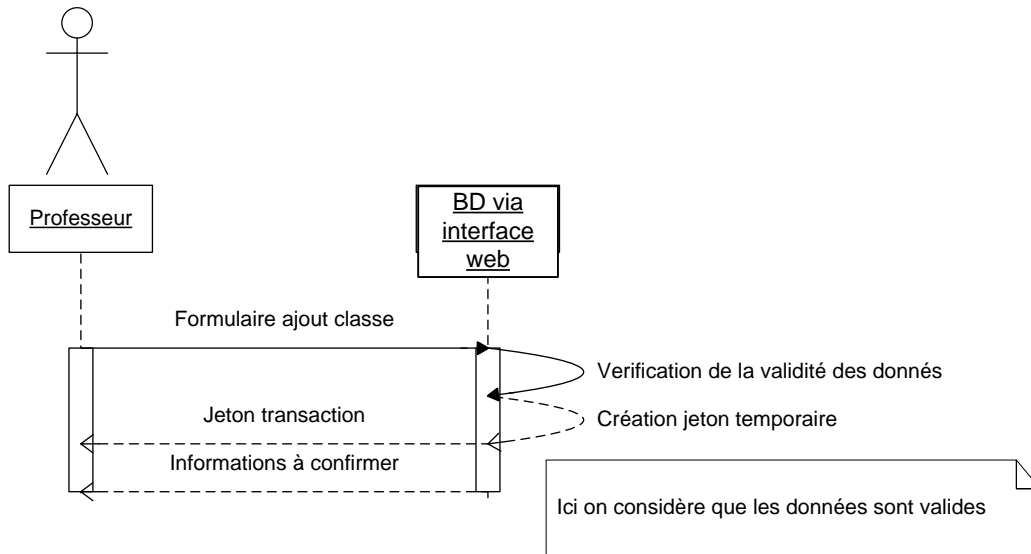 Professeur
BD via
interface
web
Formulaire ajout classe
Verification de la validité des donnés
Jeton transaction
Création jeton temporaire
Informations à confirmer
Ici on considère que les données sont valides